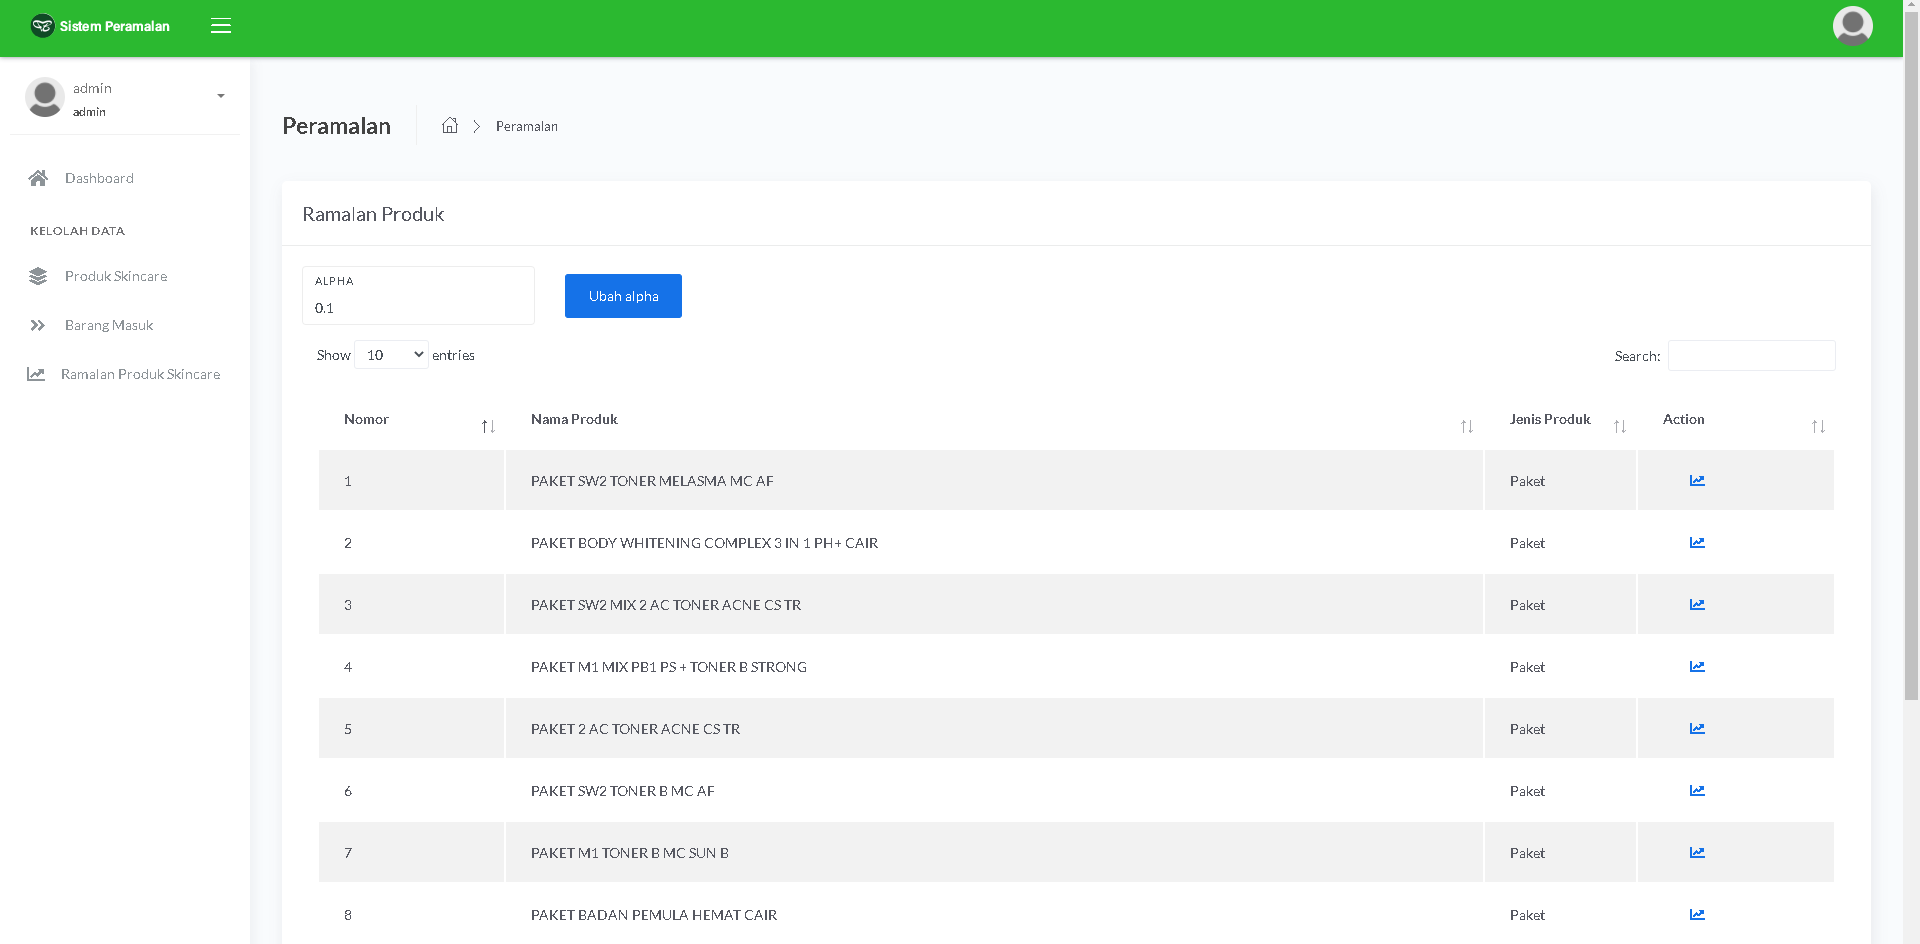 Sistem Peramalan
admin
admin
Dashboard
KELOLAH DATA
Produk Skincare
Barang Masuk
Ramalan Produk Skincare
Peramalan
Peramalan
Ramalan Produk
ALPHA
0.1
Ubah alpha
Show 10 entries
Search:
Nomor Nama Produk Jenis Produk Action
1 PAKET SW2 TONER MELASMA MC AF Paket
2 PAKET BODY WHITENING COMPLEX 3 IN 1 PH+ CAIR Paket
3 PAKET SW2 MIX 2 AC TONER ACNE CS TR Paket
4 PAKET M1 MIX PB1 PS + TONER B STRONG Paket
5 PAKET 2 AC TONER ACNE CS TR Paket
6 PAKET SW2 TONER B MC AF Paket
7 PAKET M1 TONER B MC SUN B Paket
8 PAKET BADAN PEMULA HEMAT CAIR Paket